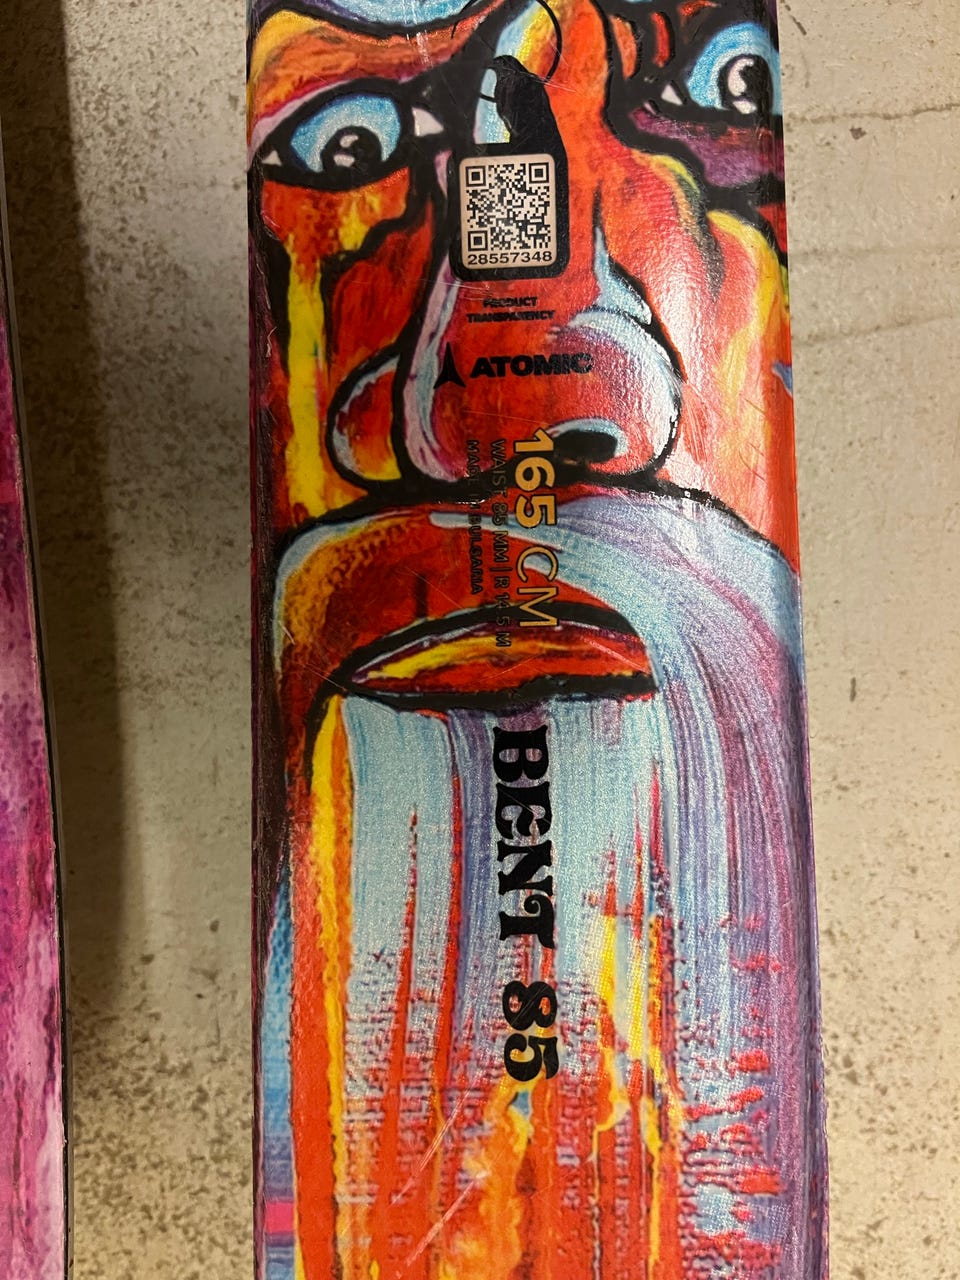 28557348
PRODUCT
TRANSPARENCY
ATOMIC
165 CM
WAIST 85 MM | R 14.5 M
MADE IN BULGARIA
BENT 85